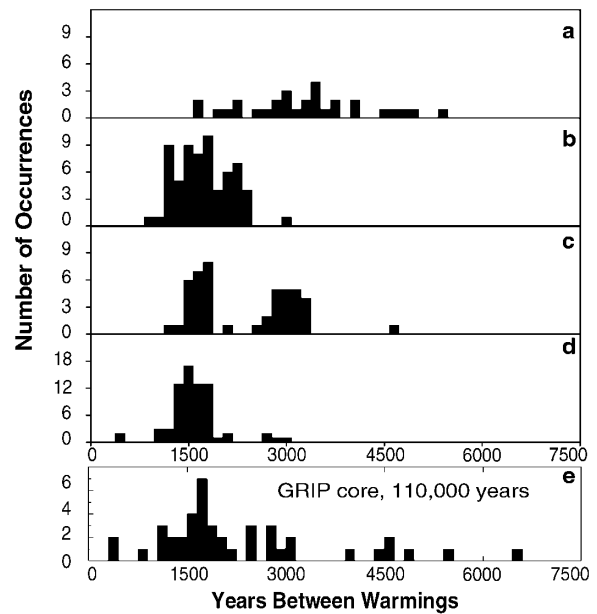 Number of Occurrences
9
6
3
0
a
9
6
3
0
b
9
6
3
0
c
18
12
6
0
d
1500 3000 4500 6000 7500
6
4
2
0
e
GRIP core, 110,000 years
0 1500 3000 4500 6000 7500
Years Between Warmings